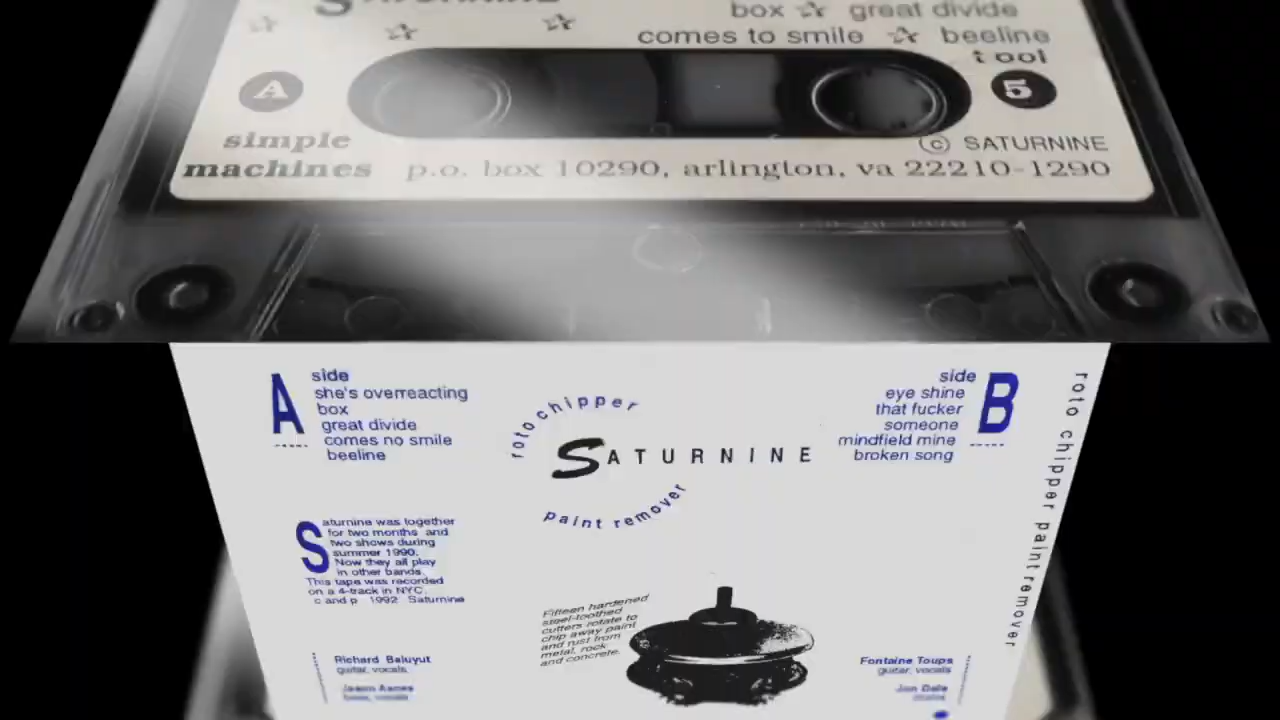 box ☆ great divide
comes to smile ☆ beeline
tool
A
5
simple
machines
© SATURNINE
p.o. box 10290, arlington, va 22210-1290
A side
she's overreacting
box
great divide
comes no smile
beeline
roto chipper
SATURNINE
paint remover
side B
eye shine
that fucker
someone
mindfield mine
broken song
roto chipper paint remover
Saturnine was together
for two months and
two shows during
summer 1990.
Now they all play
in other bands.
This tape was recorded
on a 4-track in NYC.
c and p 1992 Saturnine
Fifteen hardened
steel-toothed
cutters rotate to
chip away paint
and rust from
metal, rock
and concrete.
Richard Baluyut
guitar, vocals
Fontaine Toups
guitar, vocals